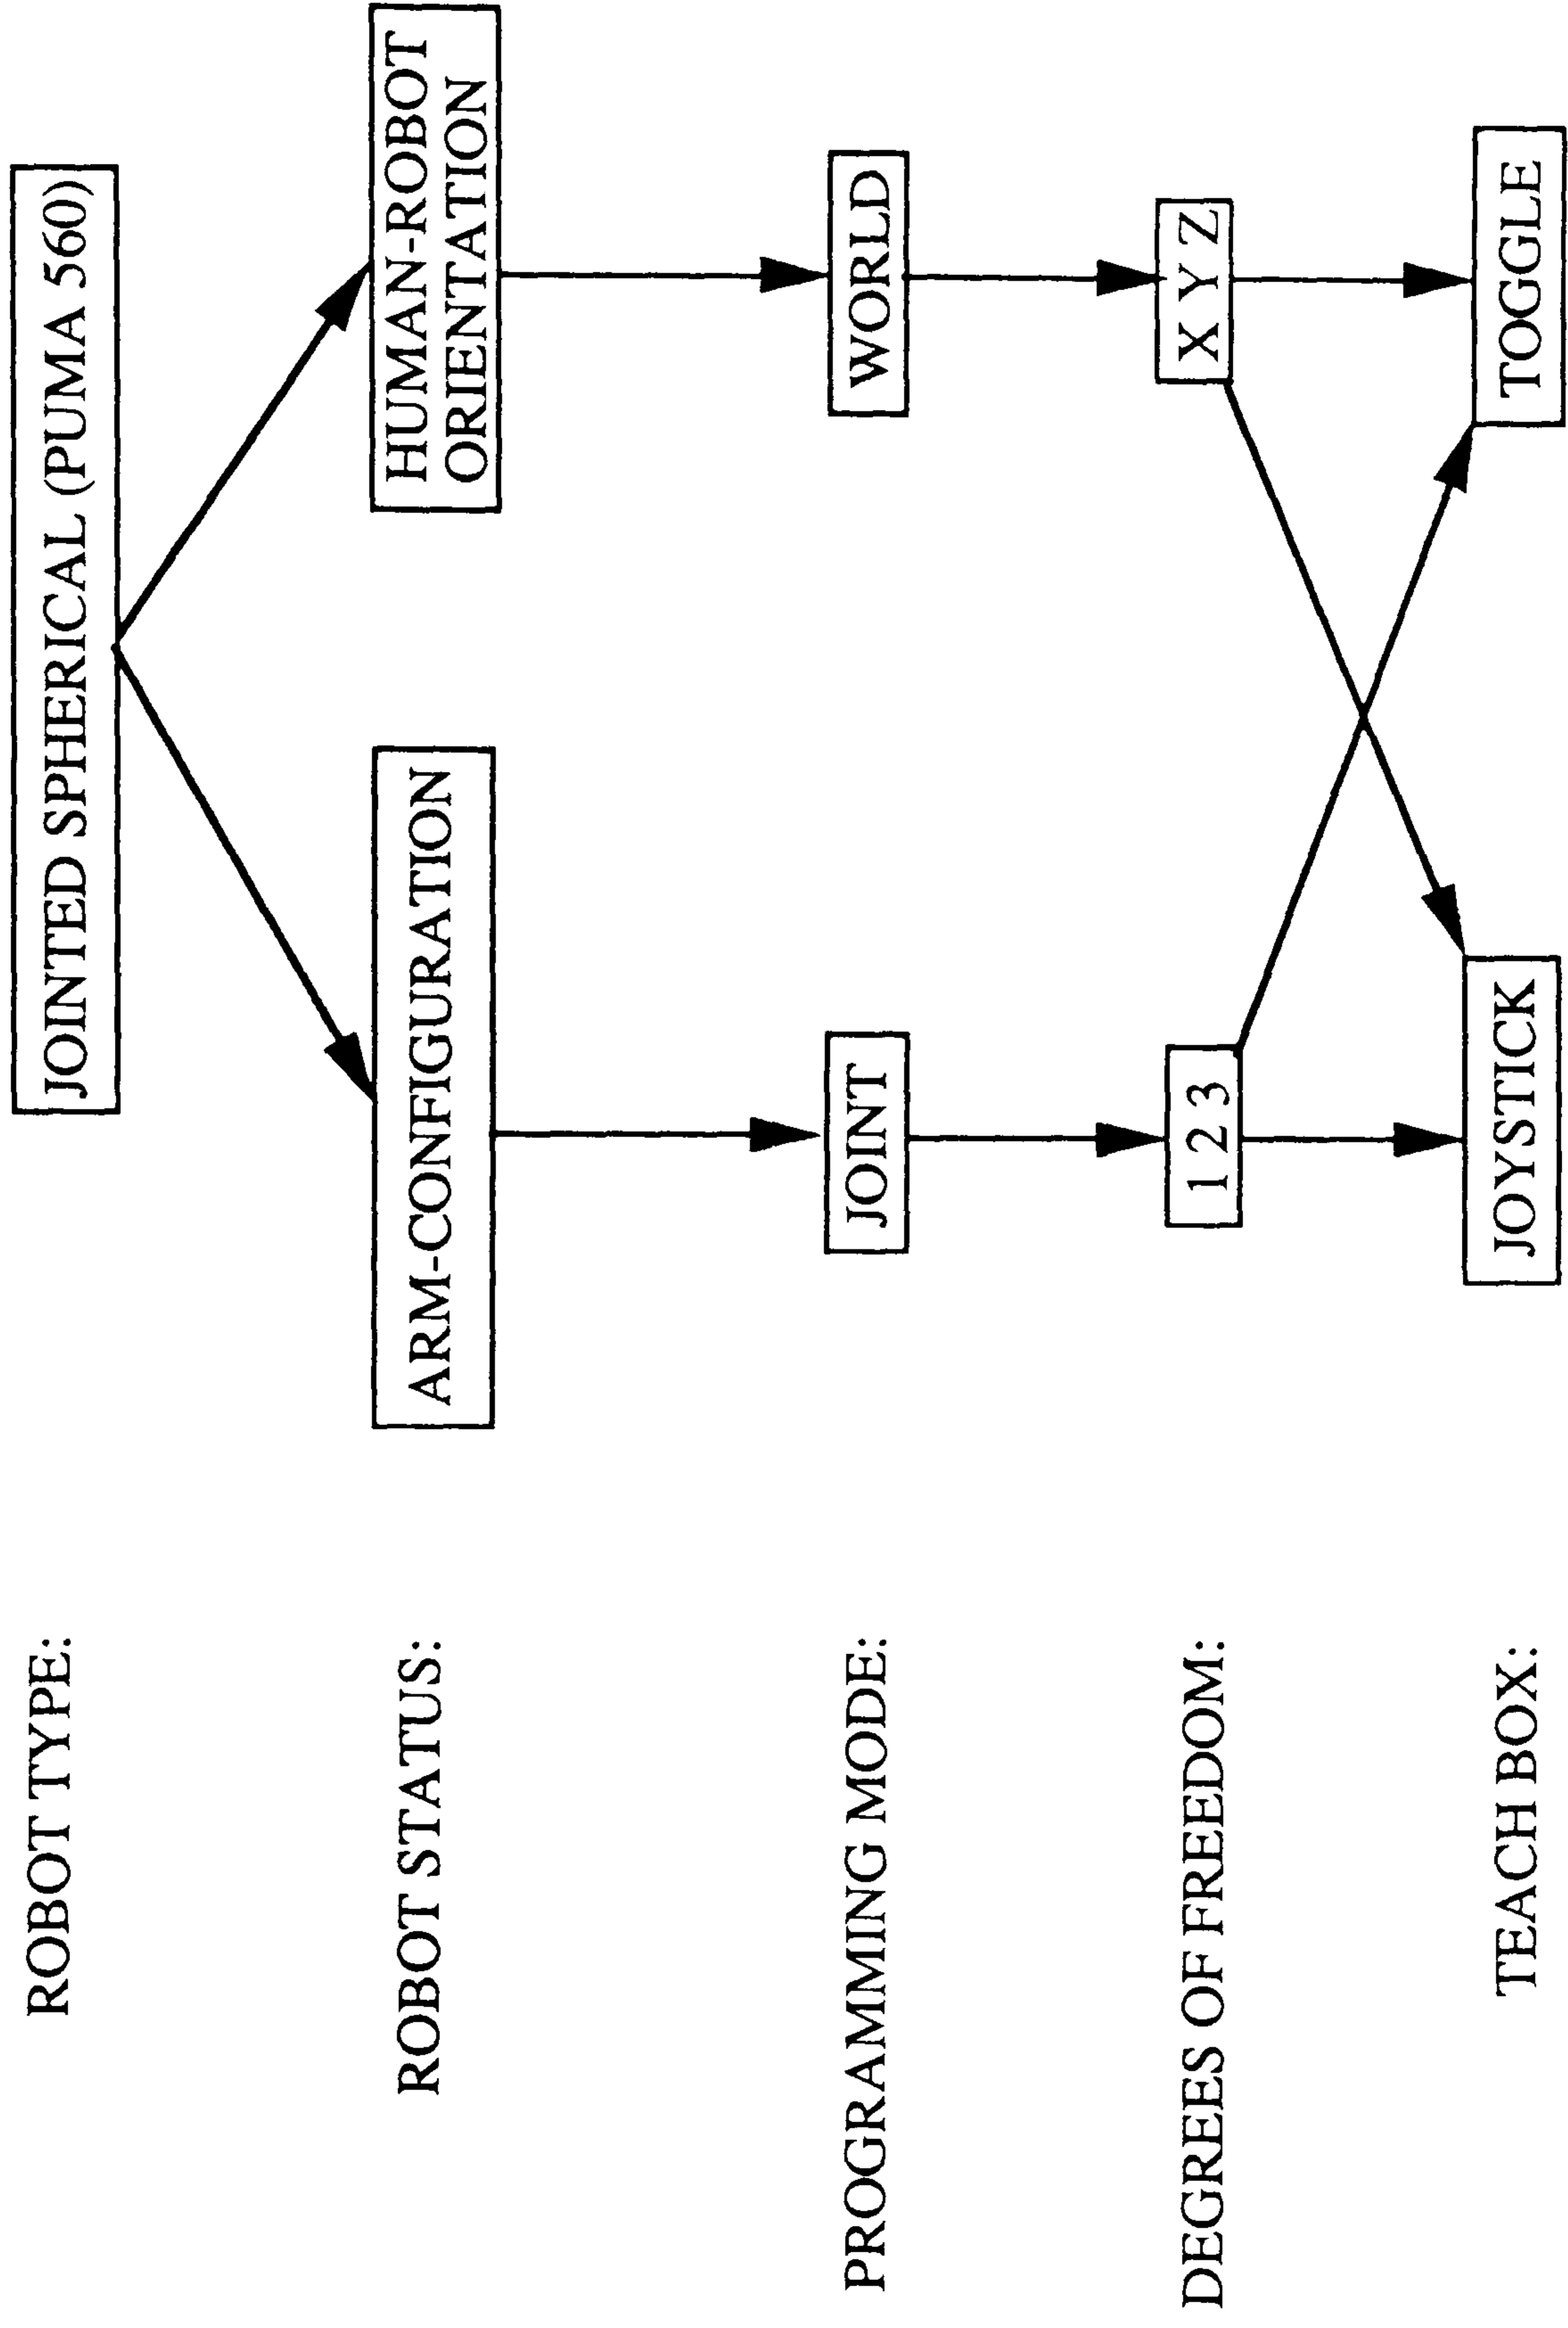 ROBOT TYPE:
JOINTED SPHERICAL (PUMA 560)
ROBOT STATUS:
ARM-CONFIGURATION
HUMAN-ROBOT
ORIENTATION
PROGRAMMING MODE:
JOINT
WORLD
DEGREES OF FREEDOM:
1 2 3
X Y Z
TEACH BOX:
JOYSTICK
TOGGLE